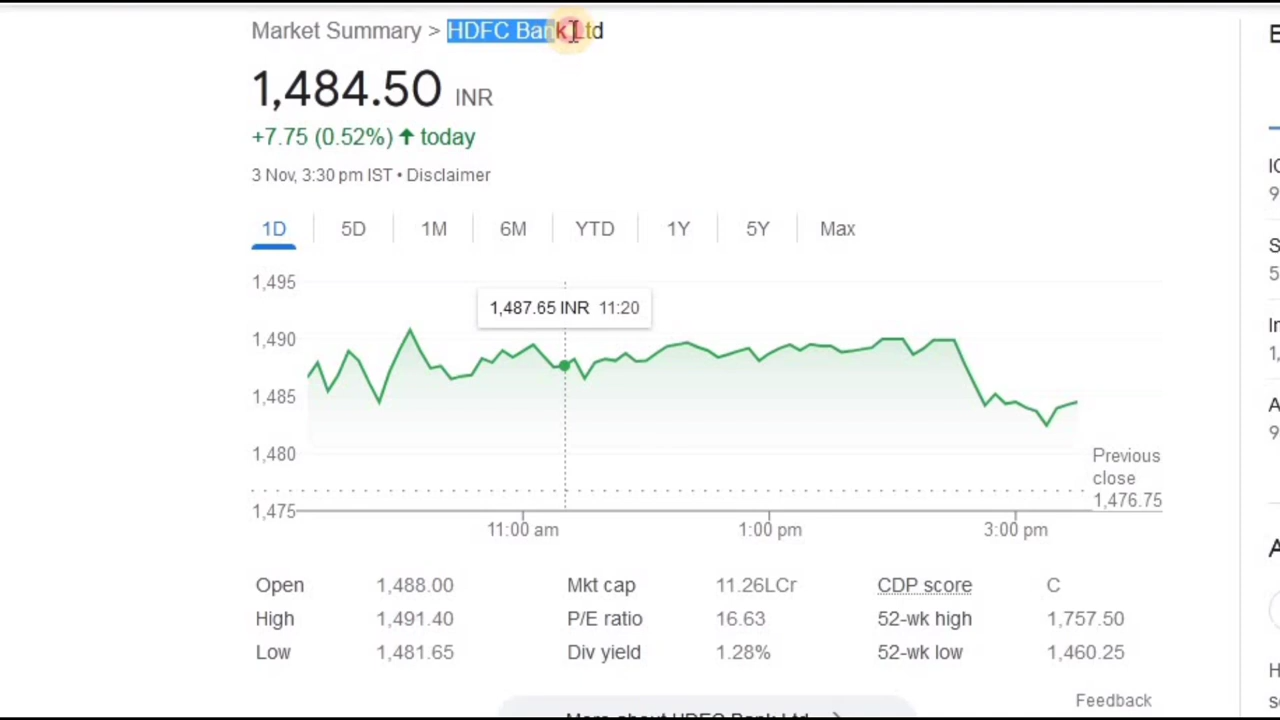 Market Summary > HDFC Bank Ltd
1,484.50 INR
+7.75 (0.52%) ↑ today
3 Nov, 3:30 pm IST • Disclaimer
1D 5D 1M 6M YTD 1Y 5Y Max
1,495
1,487.65 INR 11:20
1,490
1,485
1,480
Previous
close
1,476.75
1,475
11:00 am 1:00 pm 3:00 pm
Open 1,488.00 Mkt cap 11.26LCr CDP score C
High 1,491.40 P/E ratio 16.63 52-wk high 1,757.50
Low 1,481.65 Div yield 1.28% 52-wk low 1,460.25
Feedback
More about HDFC Bank Ltd